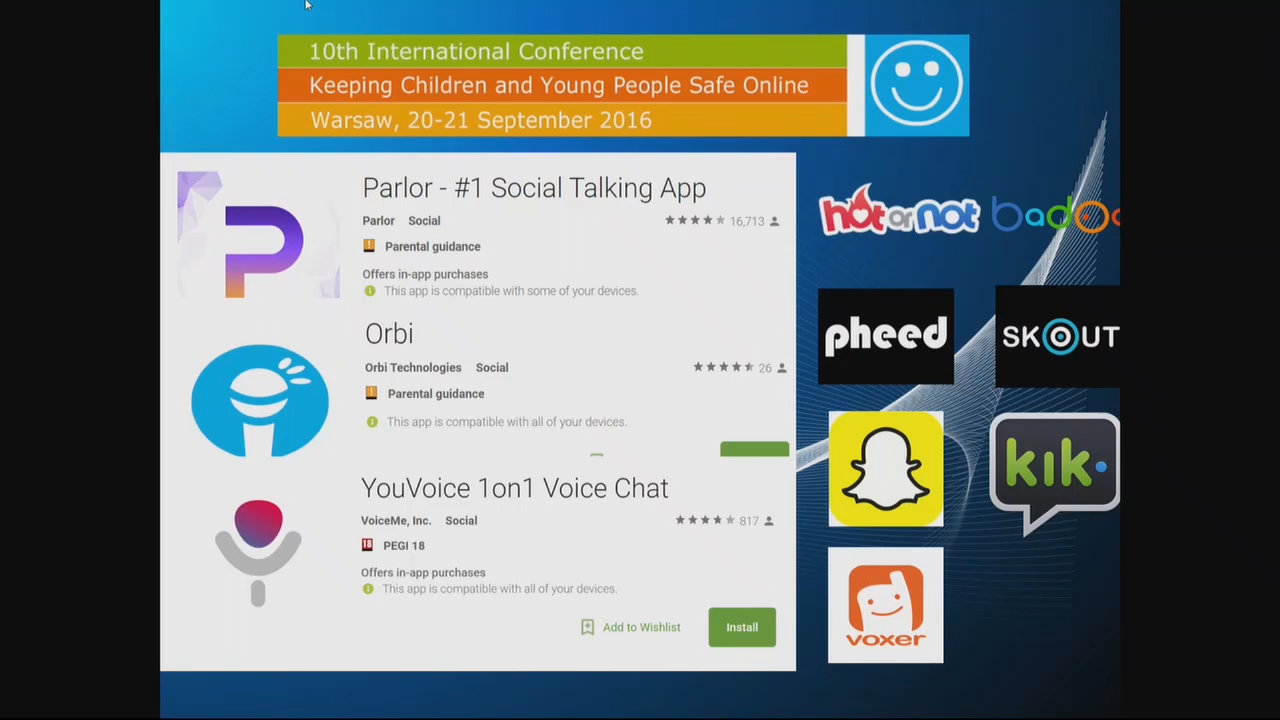 10th International Conference
Keeping Children and Young People Safe Online
Warsaw, 20-21 September 2016
Parlor - #1 Social Talking App
Parlor Social 16,713
Parental guidance
Offers in-app purchases
This app is compatible with some of your devices.
Orbi
Orbi Technologies Social 26
Parental guidance
This app is compatible with all of your devices.
YouVoice 1on1 Voice Chat
VoiceMe, Inc. Social 817
18 PEGI 18
Offers in-app purchases
This app is compatible with all of your devices.
Add to Wishlist Install
hot or not badoo
pheed SKOUT
kik
voxer